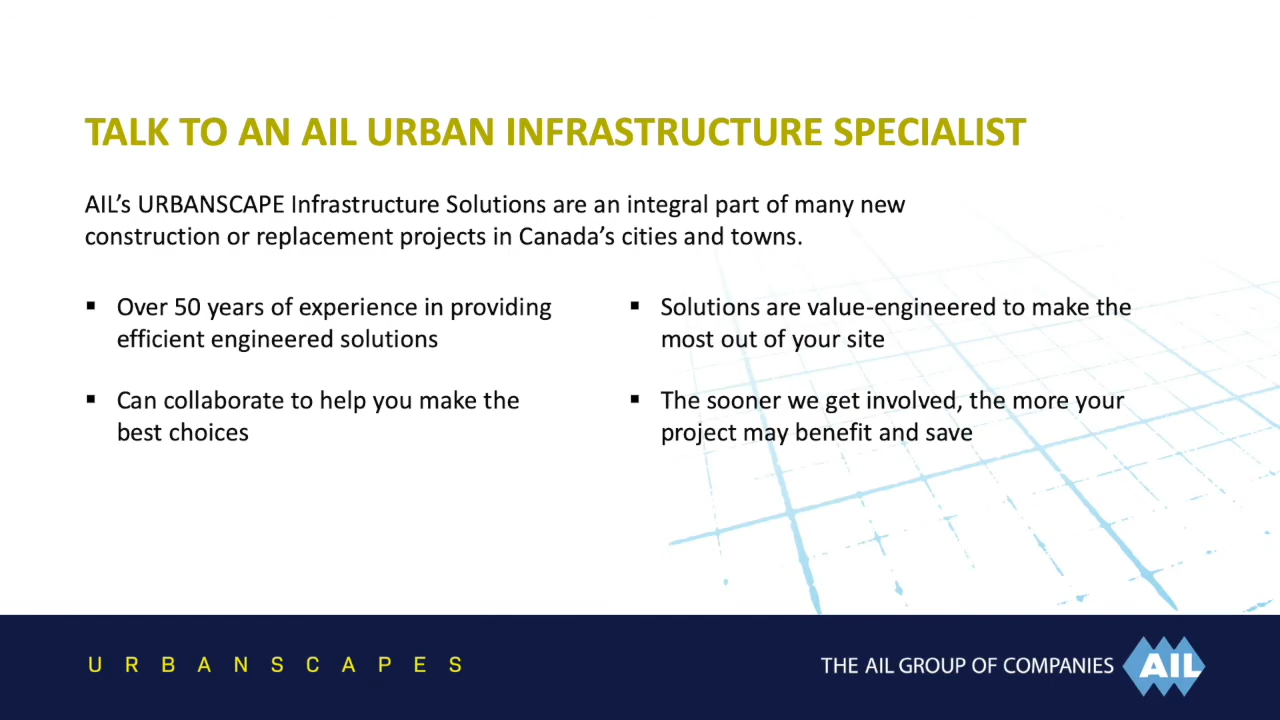 TALK TO AN AIL URBAN INFRASTRUCTURE SPECIALIST
AIL’s URBANSCAPE Infrastructure Solutions are an integral part of many new
construction or replacement projects in Canada’s cities and towns.
▪ Over 50 years of experience in providing
efficient engineered solutions
▪ Can collaborate to help you make the
best choices
▪ Solutions are value-engineered to make the
most out of your site
▪ The sooner we get involved, the more your
project may benefit and save
URBANSCAPES
THE AIL GROUP OF COMPANIES
AIL